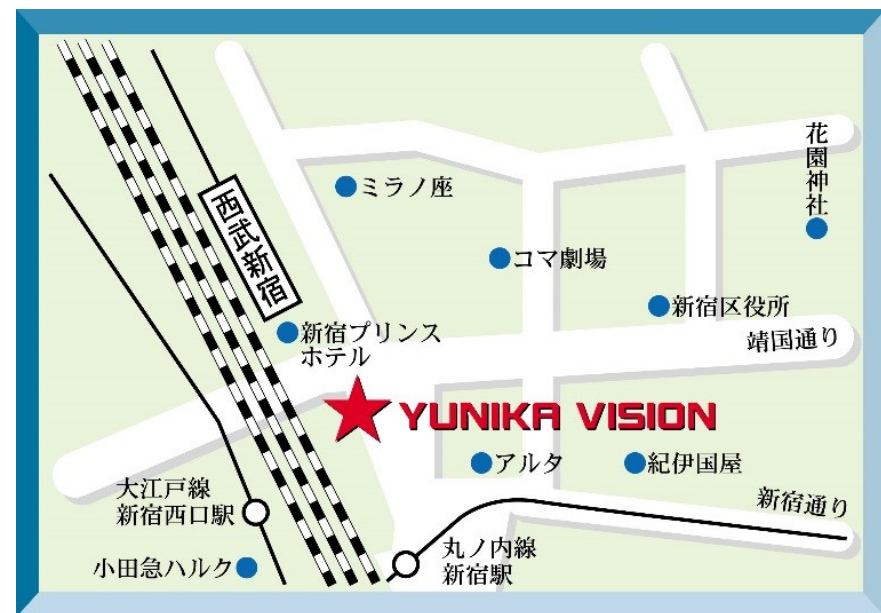 花園神社
ミラノ座
西武新宿
コマ劇場
新宿区役所
新宿プリンス
ホテル
靖国通り
YUNIKA VISION
アルタ
紀伊国屋
大江戸線
新宿西口駅
新宿通り
丸ノ内線
新宿駅
小田急ハルク